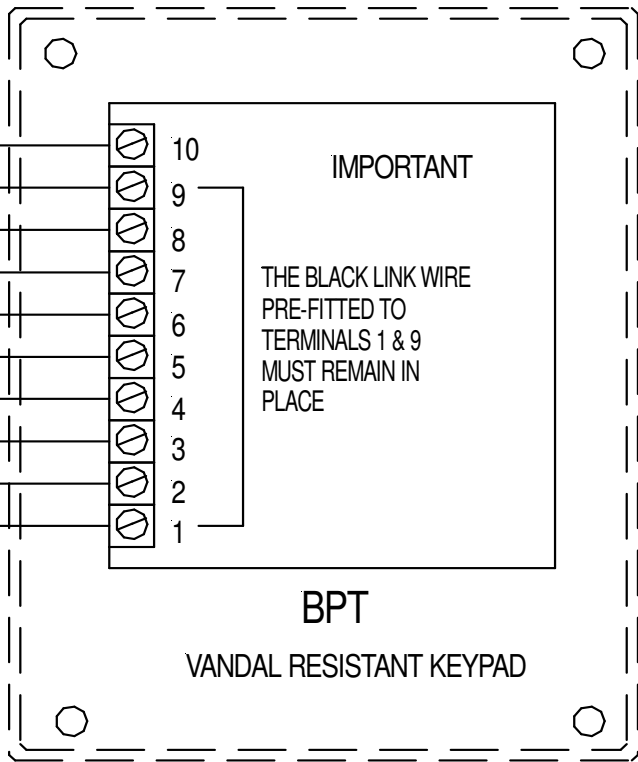 10
IMPORTANT
9
8
7
THE BLACK LINK WIRE
PRE-FITTED TO
TERMINALS 1 & 9
MUST REMAIN IN
PLACE
6
5
4
3
2
1
BPT
VANDAL RESISTANT KEYPAD